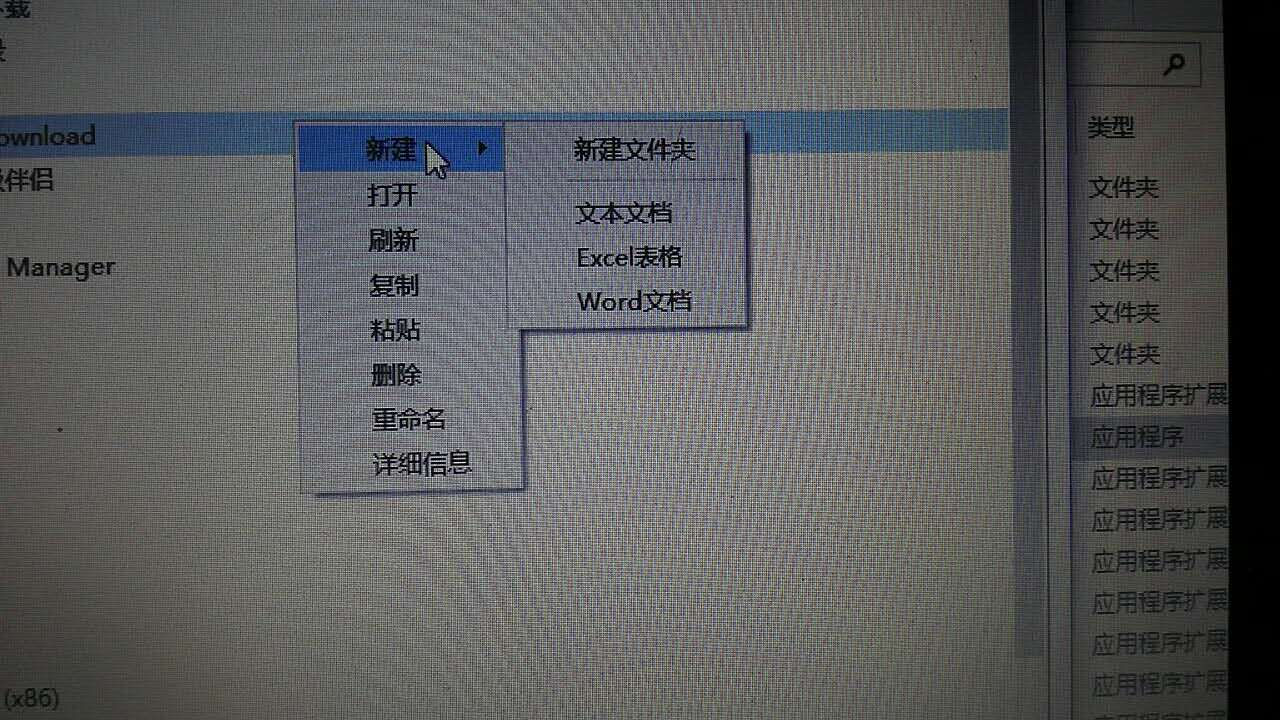 下载
ownload
伴侣
Manager
(x86)
新建
打开
刷新
复制
粘贴
删除
重命名
详细信息
新建文件夹
文本文档
Excel表格
Word文档
类型
文件夹
文件夹
文件夹
文件夹
文件夹
应用程序扩展
应用程序
应用程序扩展
应用程序扩展
应用程序扩展
应用程序扩展
应用程序扩展
应用程序扩展